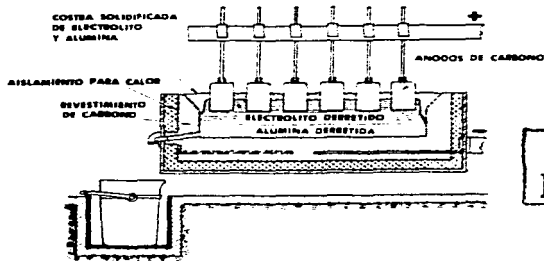 COSTRA SOLIDIFICADA
DE ELECTROLITO
Y ALUMINA
+
ANODOS DE CARBONO
AISLAMIENTO PARA CALOR
REVESTIMIENTO
DE CARBONO
ELECTROLITO DERRETIDO
ALUMINA DERRETIDA